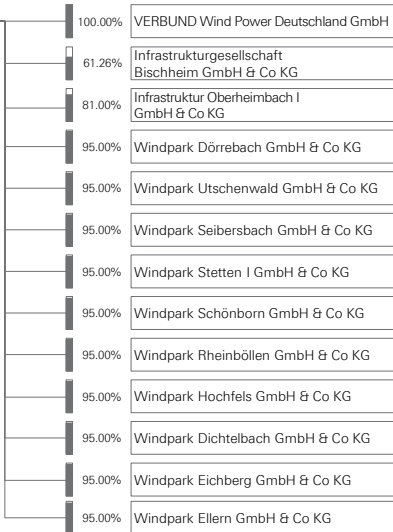 100.00% VERBUND Wind Power Deutschland GmbH
61.26% Infrastrukturgesellschaft
Bischheim GmbH & Co KG
81.00% Infrastruktur Oberheimbach I
GmbH & Co KG
95.00% Windpark Dörrebach GmbH & Co KG
95.00% Windpark Utschenwald GmbH & Co KG
95.00% Windpark Seibersbach GmbH & Co KG
95.00% Windpark Stetten I GmbH & Co KG
95.00% Windpark Schönborn GmbH & Co KG
95.00% Windpark Rheinböllen GmbH & Co KG
95.00% Windpark Hochfels GmbH & Co KG
95.00% Windpark Dichtelbach GmbH & Co KG
95.00% Windpark Eichberg GmbH & Co KG
95.00% Windpark Ellern GmbH & Co KG